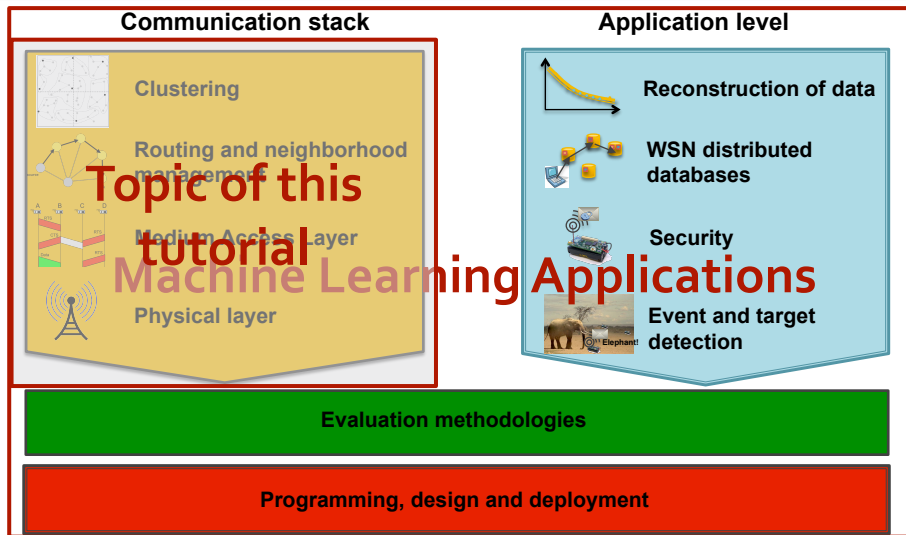 Communication stack
Application level
Clustering
Routing and neighborhood
management
Medium Access Layer
Physical layer
Topic of this
tutorial
Machine Learning Applications
Reconstruction of data
WSN distributed
databases
Security
Event and target
detection
Elephant!
A B C D
Evaluation methodologies
Programming, design and deployment